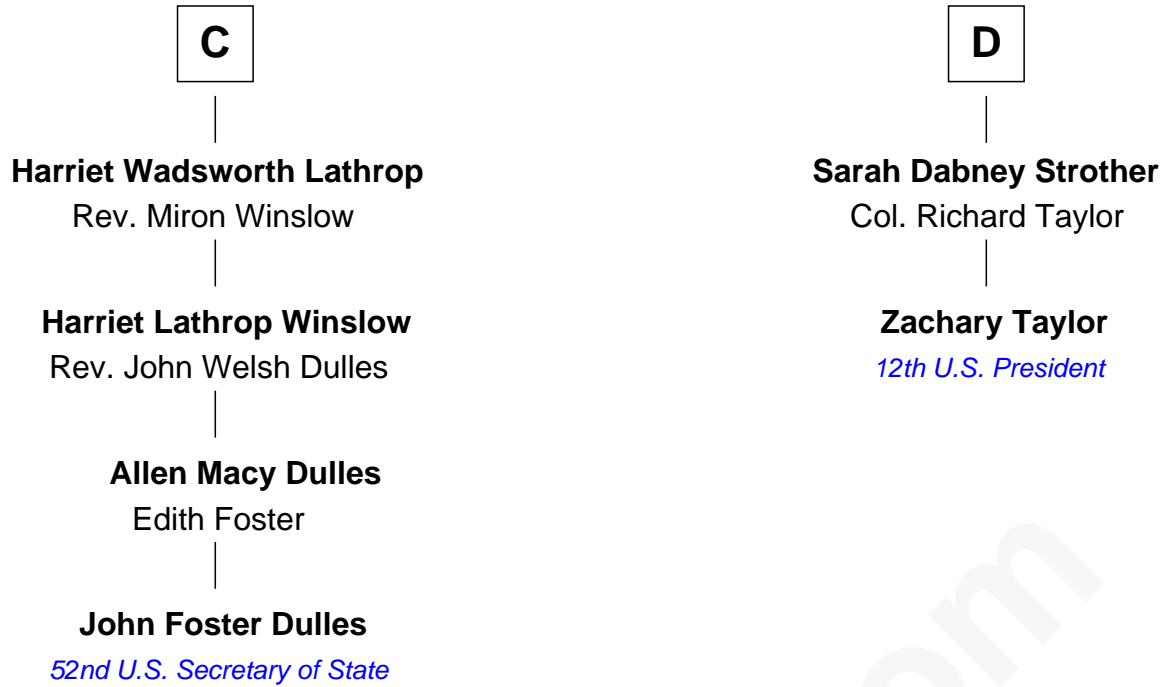 C
Harriet Wadsworth Lathrop
Rev. Miron Winslow
Harriet Lathrop Winslow
Rev. John Welsh Dulles
Allen Macy Dulles
Edith Foster
John Foster Dulles
52nd U.S. Secretary of State
D
Sarah Dabney Strother
Col. Richard Taylor
Zachary Taylor
12th U.S. President
om